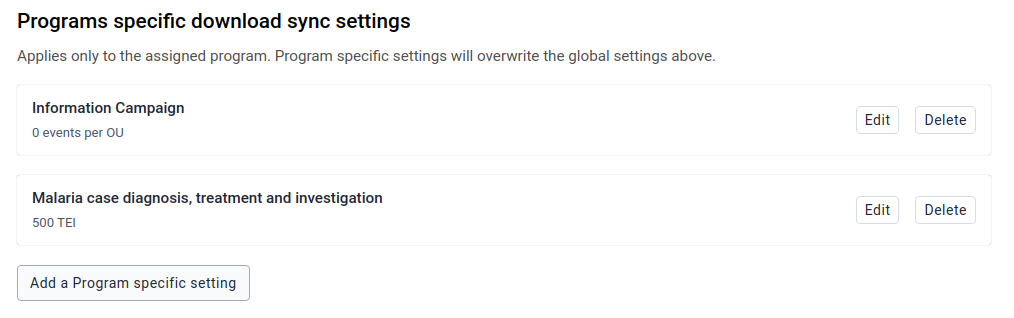 Programs specific download sync settings
Applies only to the assigned program. Program specific settings will overwrite the global settings above.
Information Campaign
0 events per OU
Edit
Delete
Malaria case diagnosis, treatment and investigation
500 TEI
Edit
Delete
Add a Program specific setting